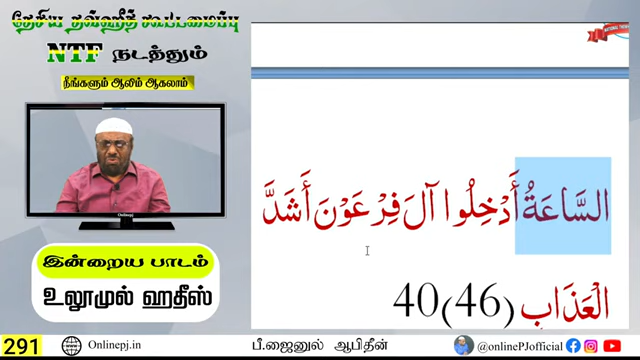 தேசிய தவ்ஹீத் கூட்டமைப்பு
NTF நடத்தும்
நீங்களும் ஆலிம் ஆகலாம்
Onlinepj
இன்றைய பாடம்
உலூமுல் ஹதீஸ்
السَّاعَةُ أَدْخِلُوا آلَ فِرْعَوْنَ أَشَدَّ
الْعَذَابِ (46)40
291
Onlinepj.in
பீ.ஜைனுல் ஆபிதீன்
@onlinePJofficial